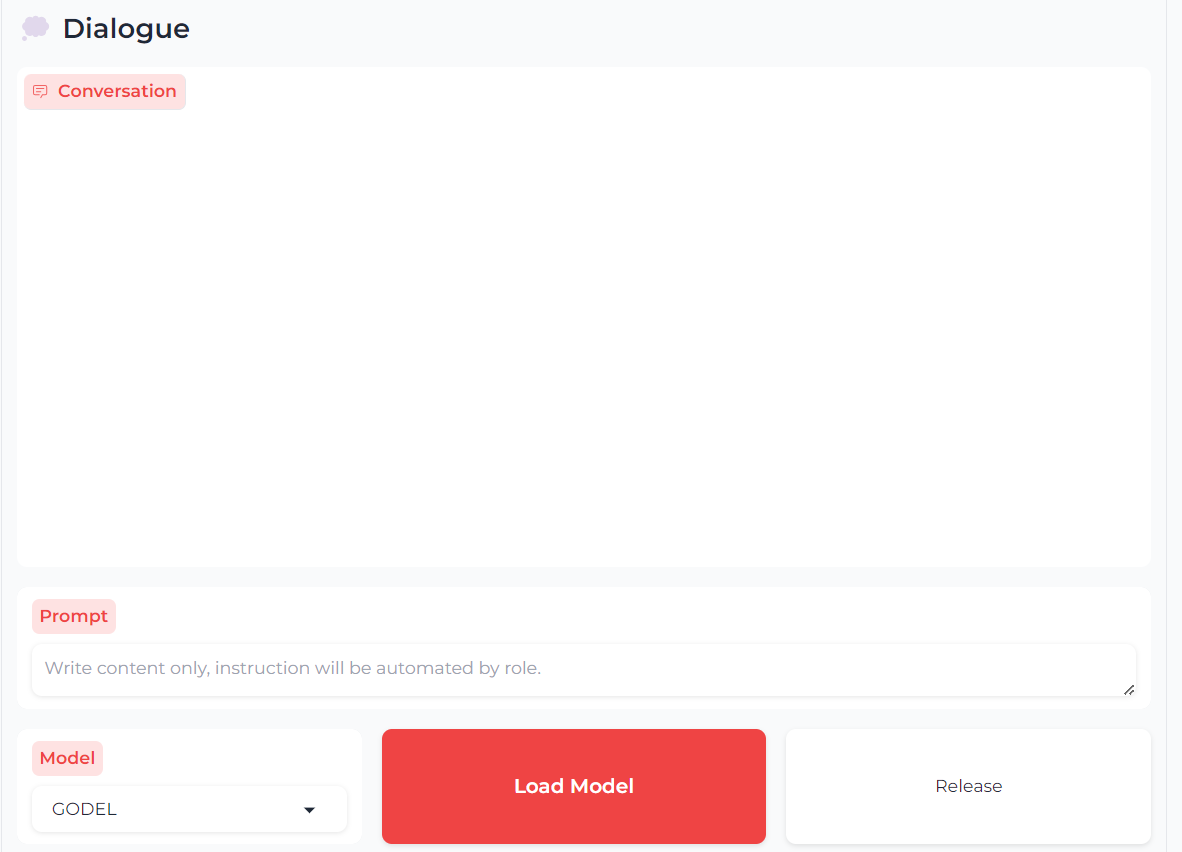 Dialogue
Conversation
Prompt
Write content only, instruction will be automated by role.
Model
GODEL
Load Model
Release